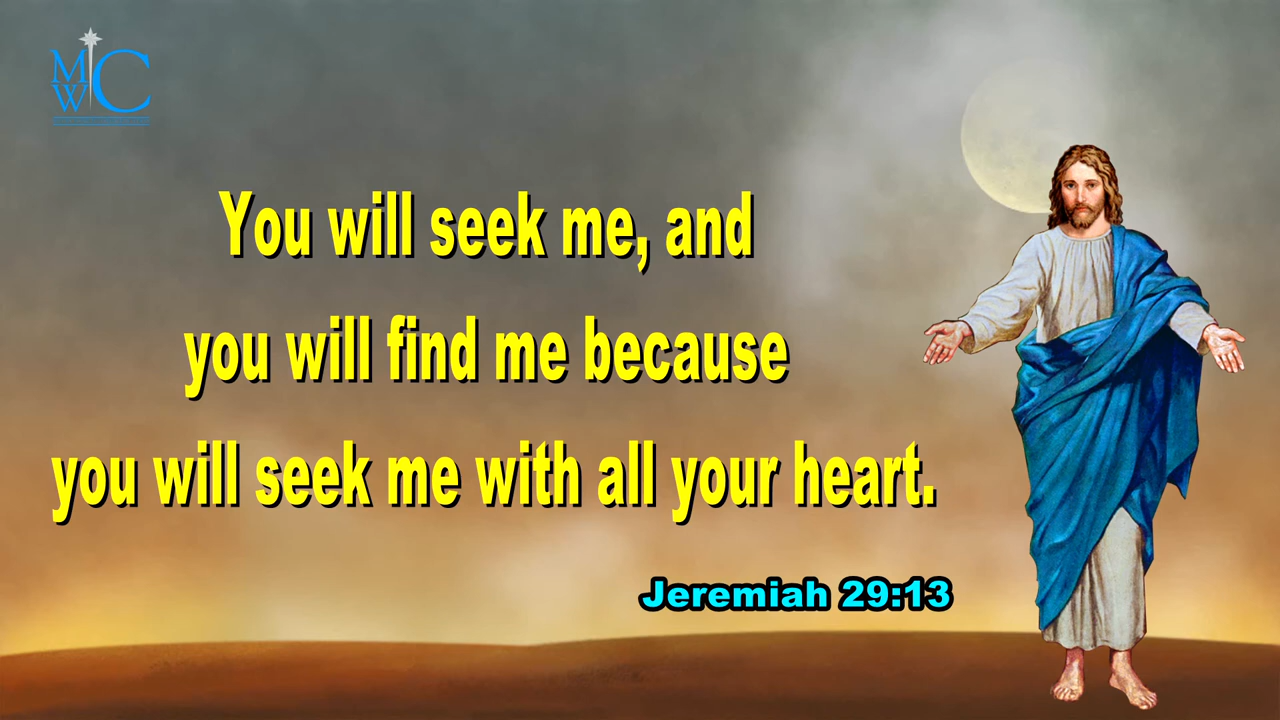 M C
W
You will seek me, and
you will find me because
you will seek me with all your heart.
Jeremiah 29:13